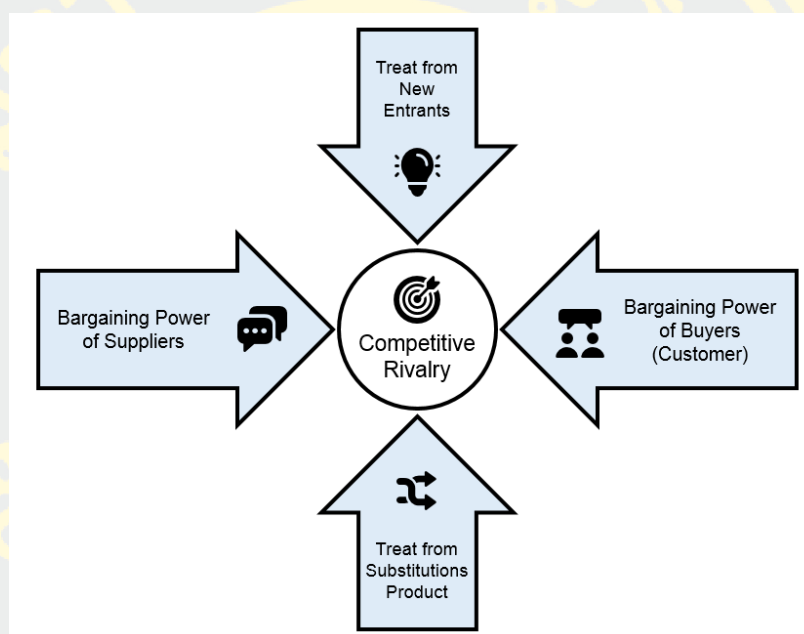 Treat from
New
Entrants
Bargaining Power
of Suppliers
Competitive
Rivalry
Bargaining Power
of Buyers
(Customer)
Treat from
Substitutions
Product